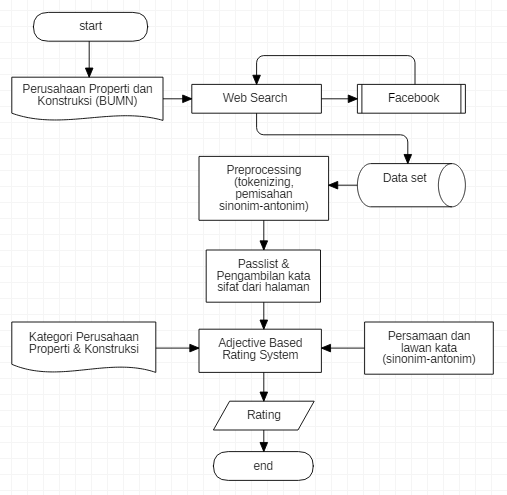 start
Perusahaan Properti dan
Konstruksi (BUMN)
Web Search
Facebook
Preprocessing
(tokenizing,
pemisahan
sinonim-antonim)
Data set
Passlist &
Pengambilan kata
sifat dari halaman
Kategori Perusahaan
Properti & Konstruksi
Adjective Based
Rating System
Persamaan dan
lawan kata
(sinonim-antonim)
Rating
end